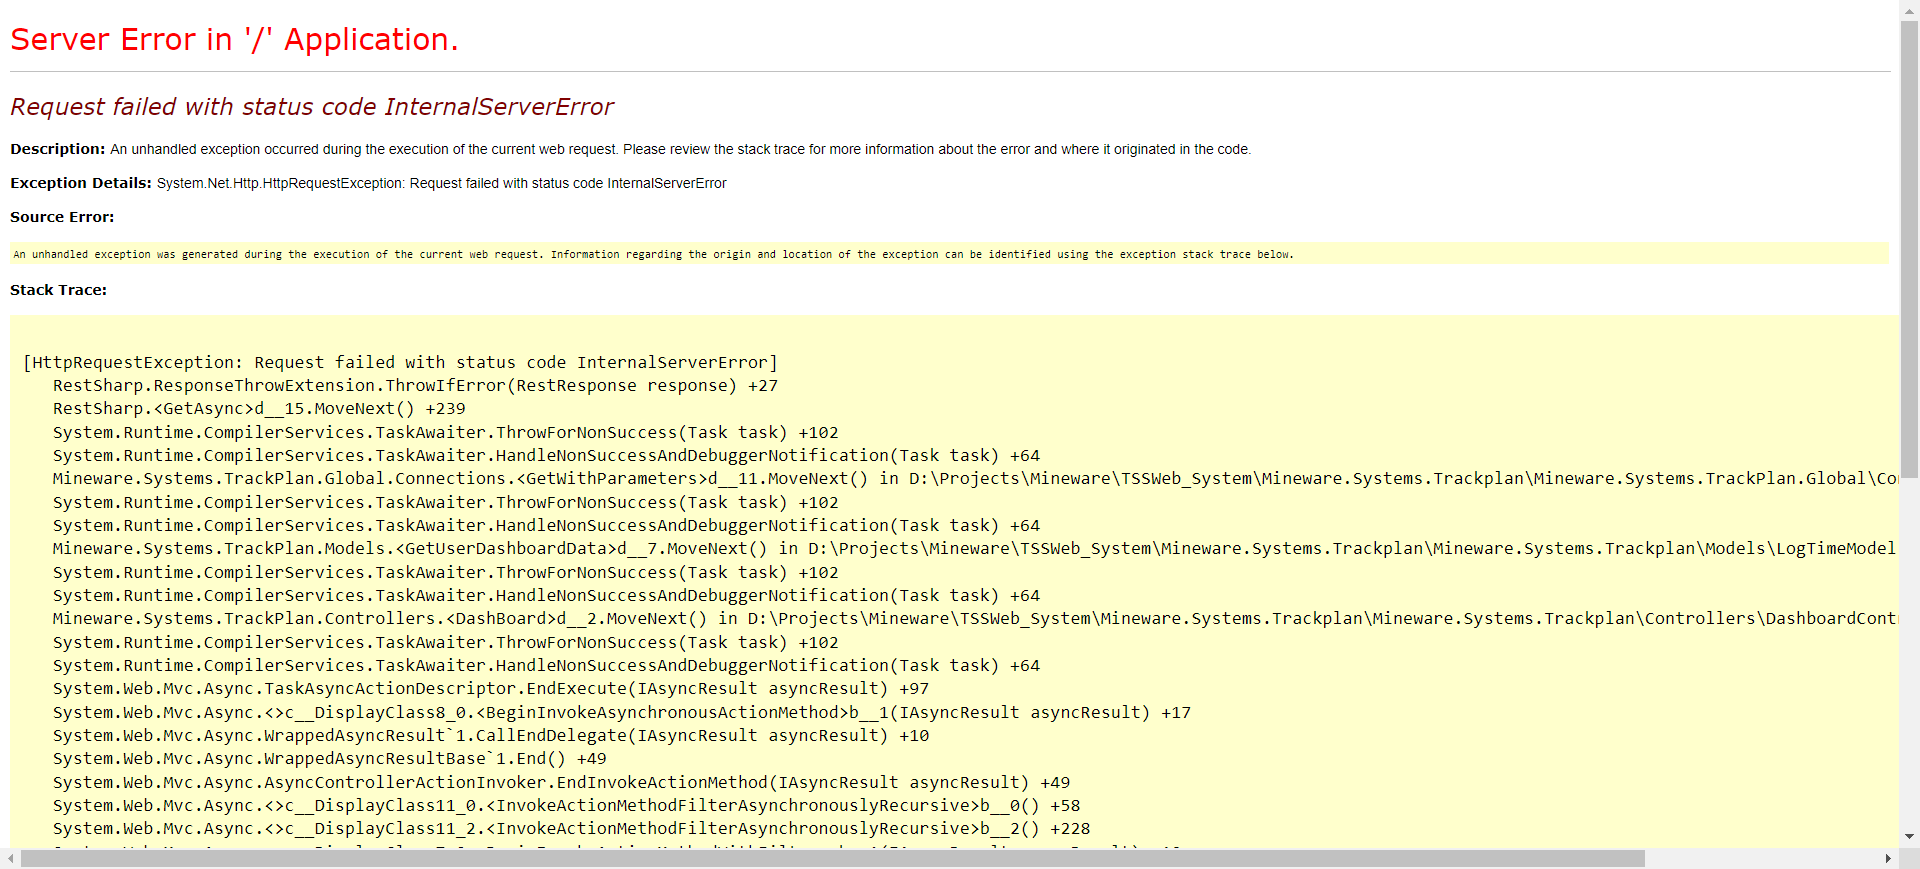 Server Error in '/' Application.
Request failed with status code InternalServerError
Description: An unhandled exception occurred during the execution of the current web request. Please review the stack trace for more information about the error and where it originated in the code.
Exception Details: System.Net.Http.HttpRequestException: Request failed with status code InternalServerError
Source Error:
An unhandled exception was generated during the execution of the current web request. Information regarding the origin and location of the exception can be identified using the exception stack trace below.
Stack Trace:
[HttpRequestException: Request failed with status code InternalServerError]
RestSharp.ResponseThrowExtension.ThrowIfError(RestResponse response) +27
RestSharp.<GetAsync>d__15.MoveNext() +239
System.Runtime.CompilerServices.TaskAwaiter.ThrowForNonSuccess(Task task) +102
System.Runtime.CompilerServices.TaskAwaiter.HandleNonSuccessAndDebuggerNotification(Task task) +64
Mineware.Systems.TrackPlan.Global.Connections.<GetWithParameters>d__11.MoveNext() in D:\Projects\Mineware\TSSWeb_System\Mineware.Systems.Trackplan\Mineware.Systems.TrackPlan.Global\Co
System.Runtime.CompilerServices.TaskAwaiter.ThrowForNonSuccess(Task task) +102
System.Runtime.CompilerServices.TaskAwaiter.HandleNonSuccessAndDebuggerNotification(Task task) +64
Mineware.Systems.TrackPlan.Models.<GetUserDashboardData>d__7.MoveNext() in D:\Projects\Mineware\TSSWeb_System\Mineware.Systems.Trackplan\Mineware.Systems.Trackplan\Models\LogTimeModel
System.Runtime.CompilerServices.TaskAwaiter.ThrowForNonSuccess(Task task) +102
System.Runtime.CompilerServices.TaskAwaiter.HandleNonSuccessAndDebuggerNotification(Task task) +64
Mineware.Systems.TrackPlan.Controllers.<DashBoard>d__2.MoveNext() in D:\Projects\Mineware\TSSWeb_System\Mineware.Systems.Trackplan\Mineware.Systems.Trackplan\Controllers\DashboardCont
System.Runtime.CompilerServices.TaskAwaiter.ThrowForNonSuccess(Task task) +102
System.Runtime.CompilerServices.TaskAwaiter.HandleNonSuccessAndDebuggerNotification(Task task) +64
System.Web.Mvc.Async.TaskAsyncActionDescriptor.EndExecute(IAsyncResult asyncResult) +97
System.Web.Mvc.Async.<>c__DisplayClass8_0.<BeginInvokeAsynchronousActionMethod>b__1(IAsyncResult asyncResult) +17
System.Web.Mvc.Async.WrappedAsyncResult`1.CallEndDelegate(IAsyncResult asyncResult) +10
System.Web.Mvc.Async.WrappedAsyncResultBase`1.End() +49
System.Web.Mvc.Async.AsyncControllerActionInvoker.EndInvokeActionMethod(IAsyncResult asyncResult) +49
System.Web.Mvc.Async.<>c__DisplayClass11_0.<InvokeActionMethodFilterAsynchronouslyRecursive>b__0() +58
System.Web.Mvc.Async.<>c__DisplayClass11_2.<InvokeActionMethodFilterAsynchronouslyRecursive>b__2() +228